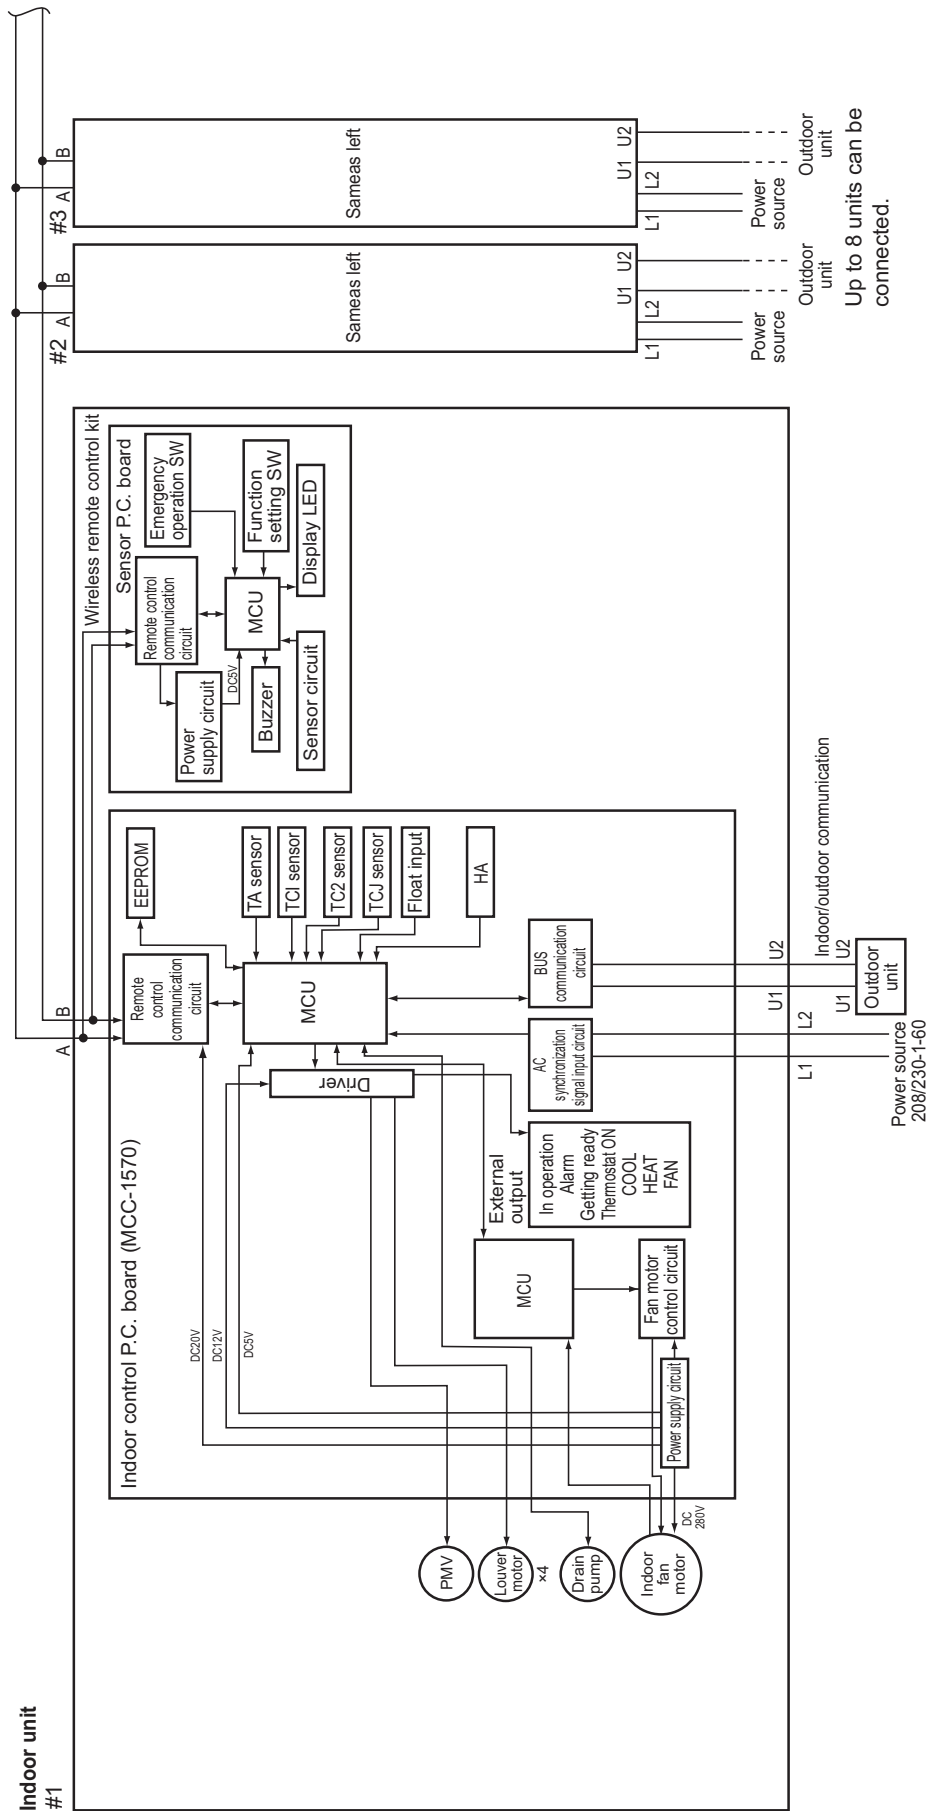 Indoor unit
#1
A
B
Wireless remote control kit
Sensor P.C. board
Remote control
communication
circuit
Emergency
operation SW
Function
setting SW
Display LED
MCU
Power
supply circuit
DC5V
Buzzer
Sensor circuit
Indoor control P.C. board (MCC-1570)
Remote
control
communication
circuit
EEPROM
TA sensor
TCI sensor
TC2 sensor
TCJ sensor
Float input
HA
MCU
Driver
DC20V
DC12V
DC5V
External
output
In operation
Alarm
Getting ready
Thermostat ON
COOL
HEAT
FAN
AC
synchronization
signal input circuit
BUS
communication
circuit
MCU
Fan motor
control circuit
Power supply circuit
DC
280V
PMV
Louver
motor
×4
Drain
pump
Indoor
fan
motor
L1
L2
U1
U2
Indoor/outdoor communication
U1
U2
Outdoor
unit
Power source
208/230-1-60
#2
A
B
Sameas left
L1
L2
U1
U2
Power
source
Outdoor
unit
#3
A
B
Sameas left
L1
L2
U1
U2
Power
source
Outdoor
unit
Up to 8 units can be
connected.